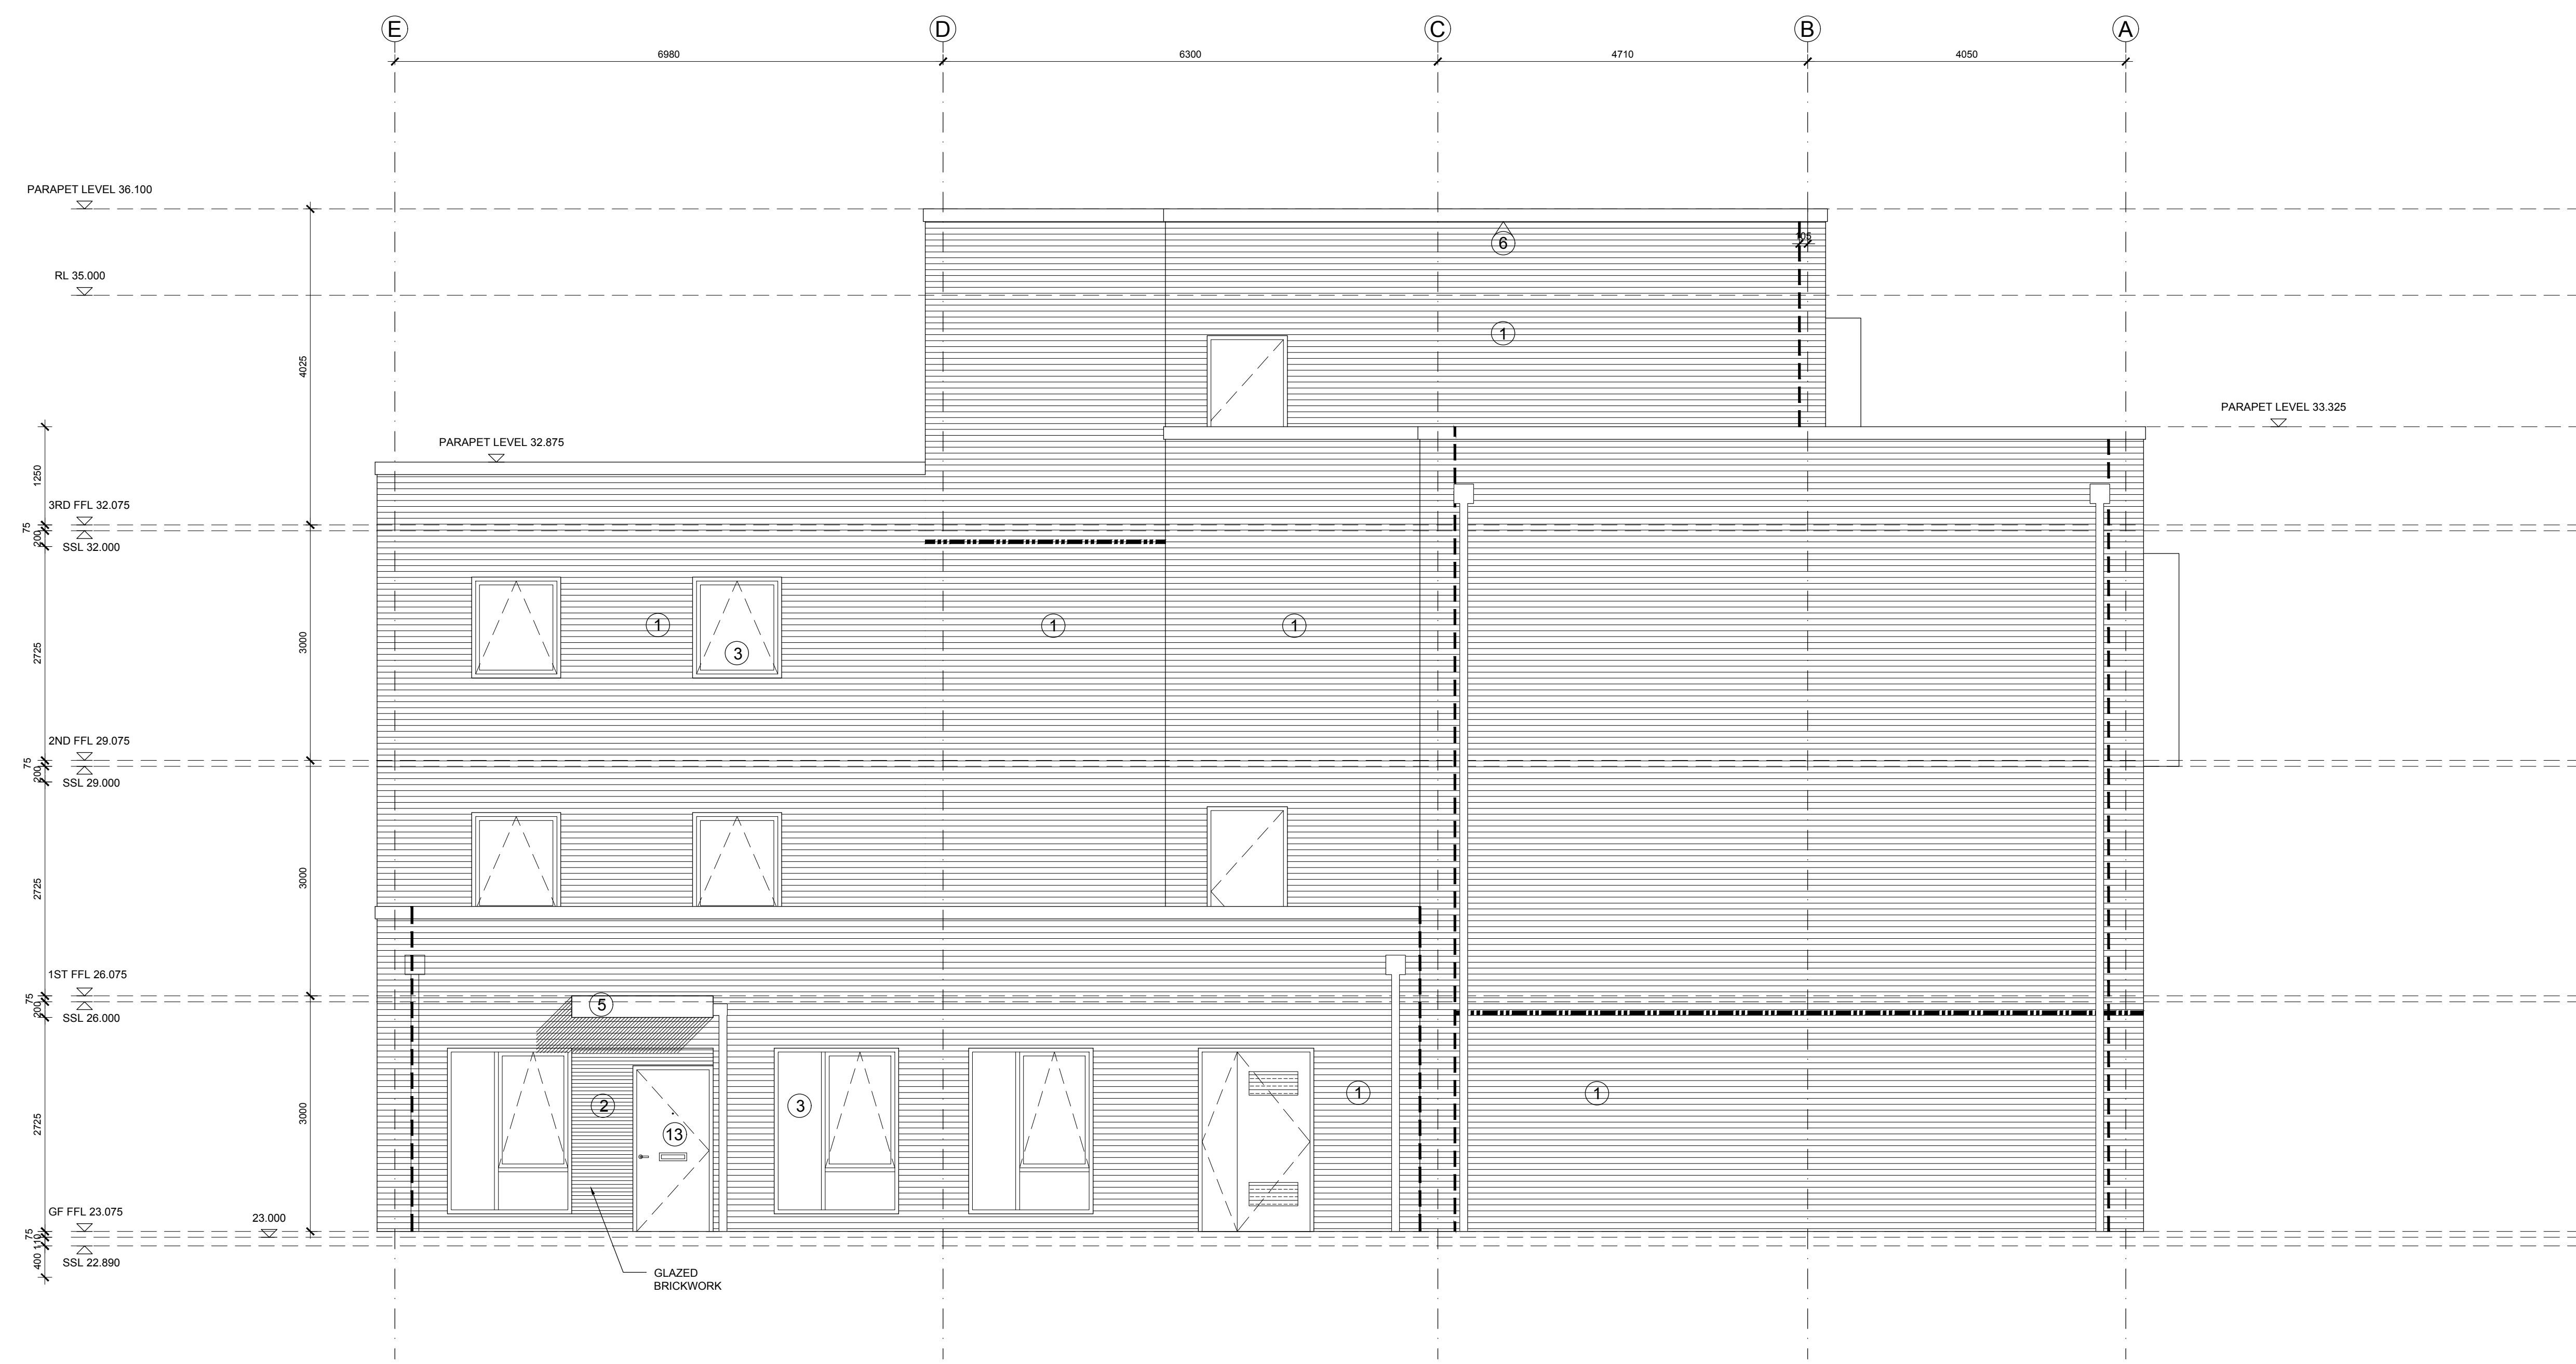 E
D
C
B
A
6980
6300
4710
4050
PARAPET LEVEL 36.100
6
105
RL 35.000
1
4025
PARAPET LEVEL 33.325
PARAPET LEVEL 32.875
1250
3RD FFL 32.075
75
200
SSL 32.000
1
1
1
3
2725
3000
2ND FFL 29.075
75
200
SSL 29.000
2725
3000
1ST FFL 26.075
75
200
SSL 26.000
5
2
3
1
1
13
2725
3000
GF FFL 23.075
23.000
75
110
400
SSL 22.890
GLAZED
BRICKWORK